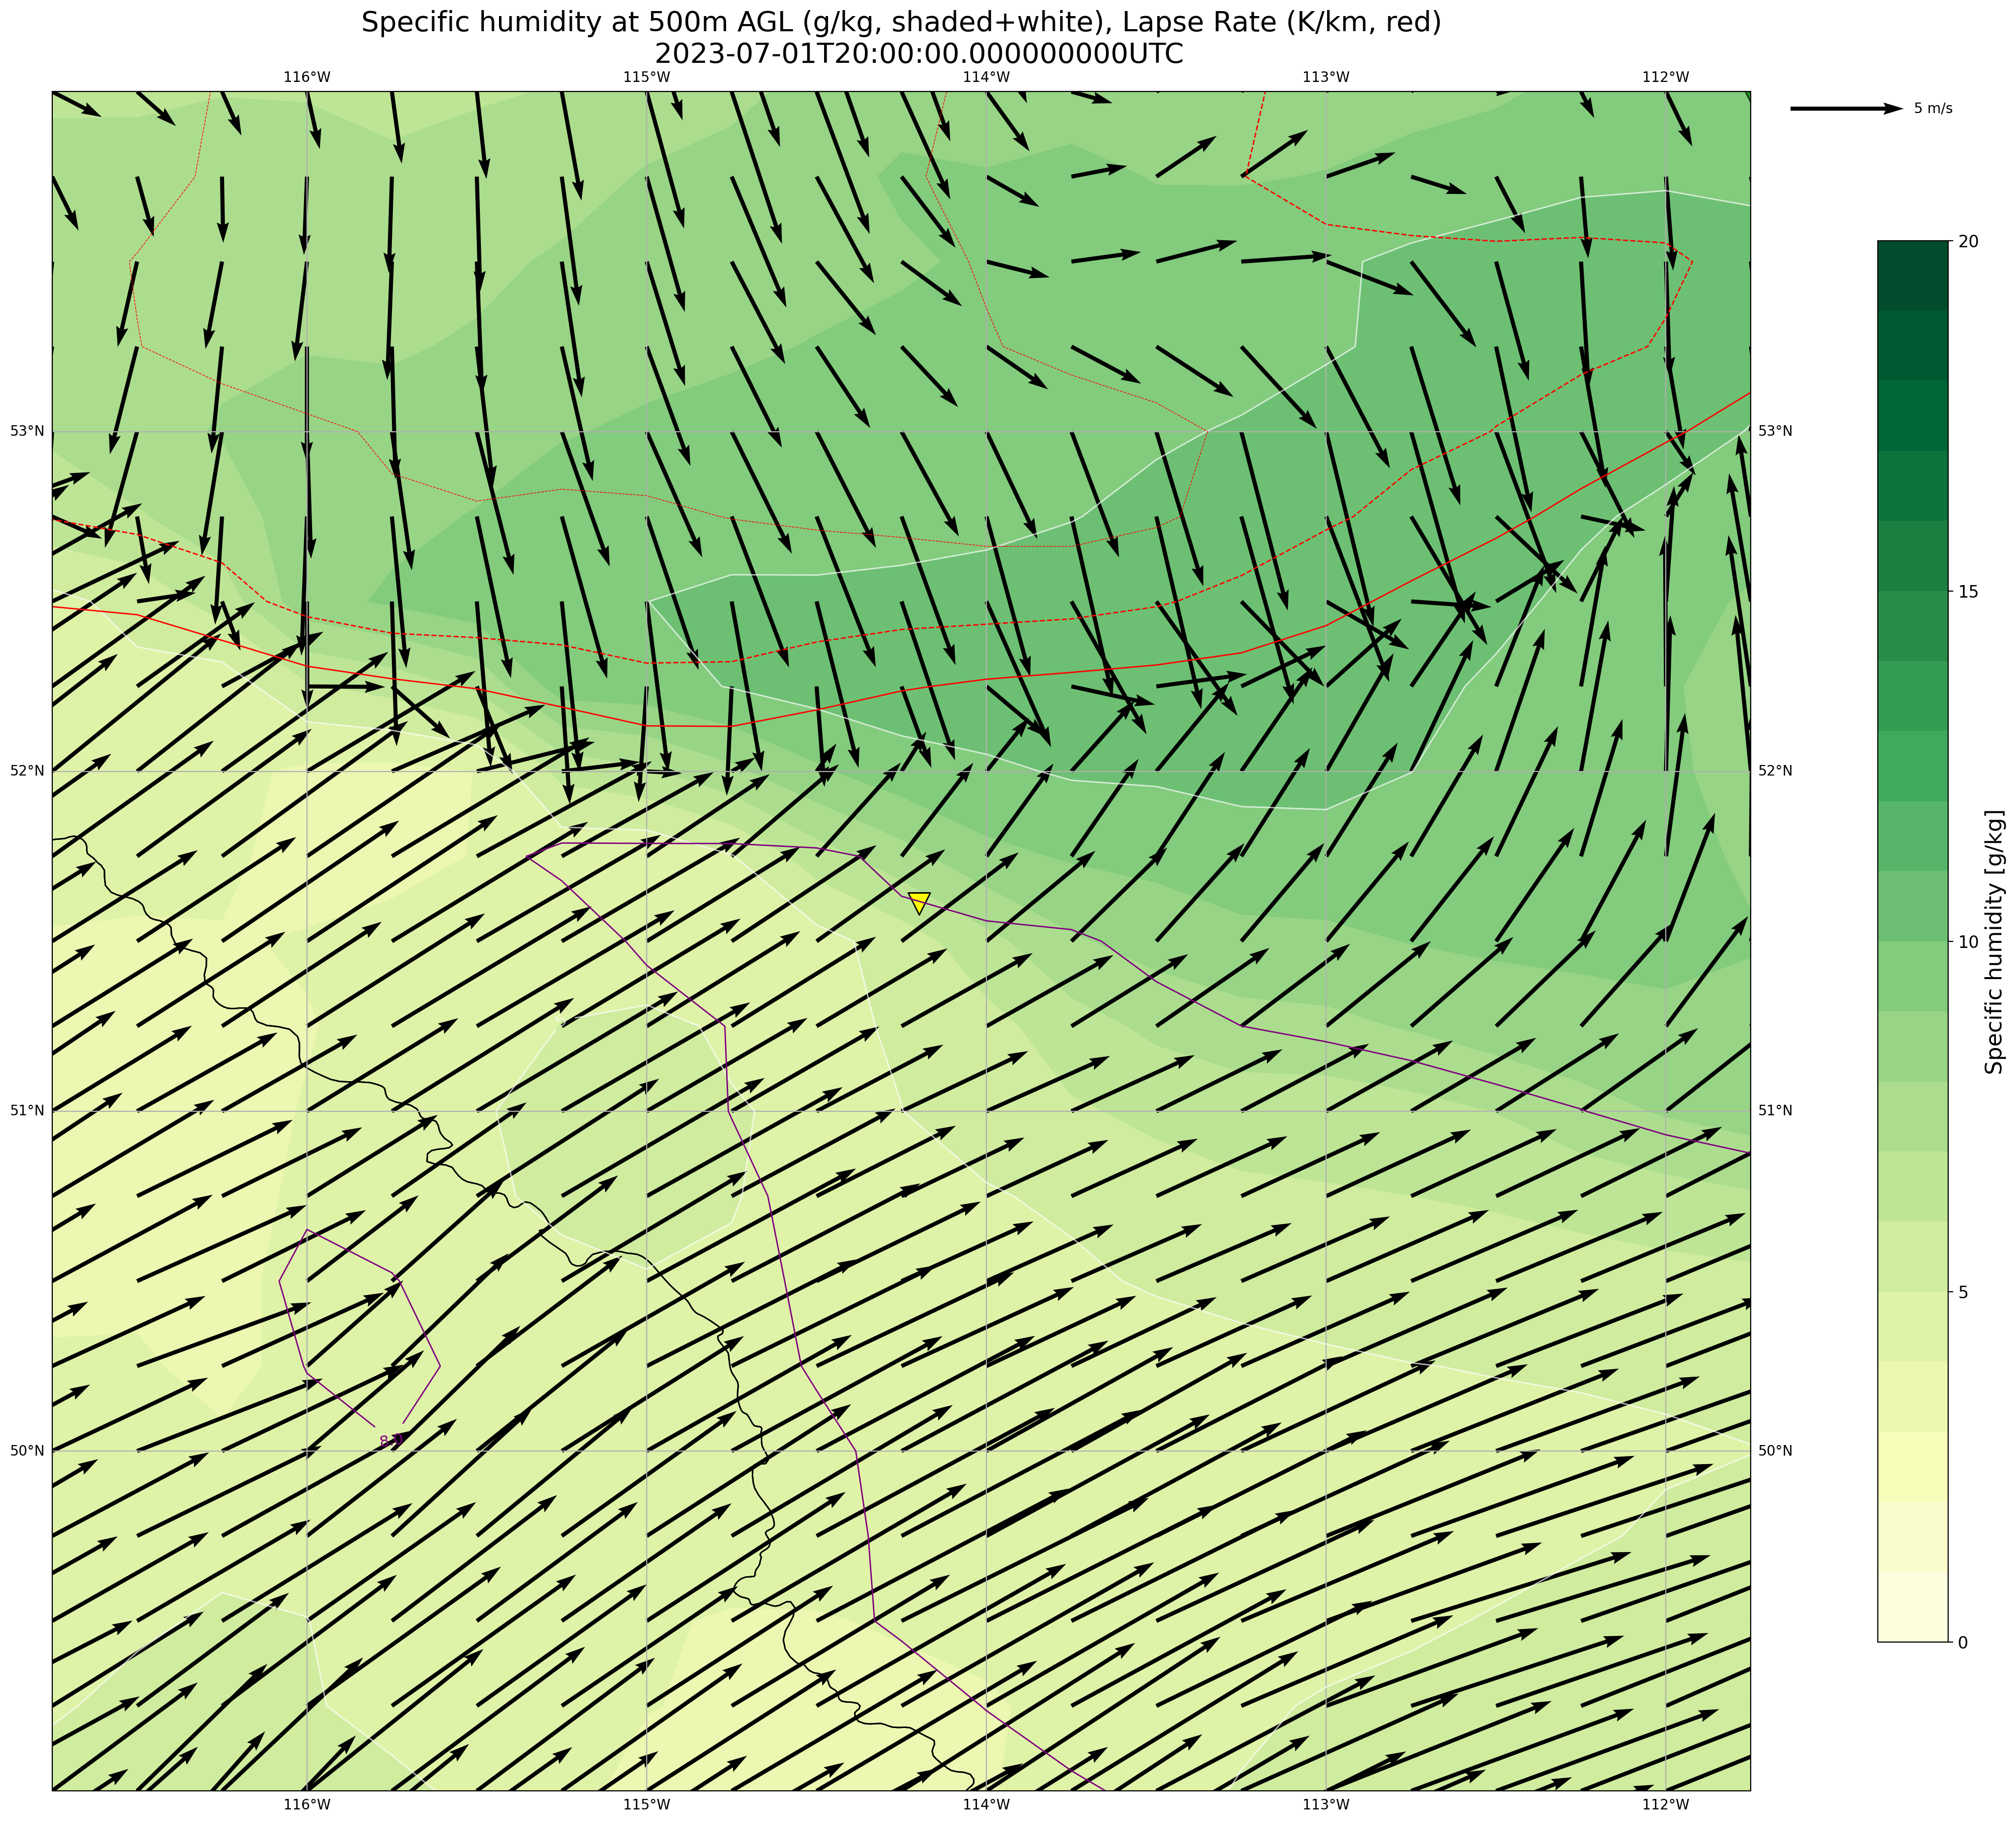 Specific humidity at 500m AGL (g/kg, shaded+white), Lapse Rate (K/km, red)
2023-07-01T20:00:00.000000000UTC
116°W 115°W 114°W 113°W 112°W
5 m/s
20
53°N 53°N
15
52°N 52°N
10
Specific humidity [g/kg]
51°N 51°N
5
50°N 50°N
0
116°W 115°W 114°W 113°W 112°W